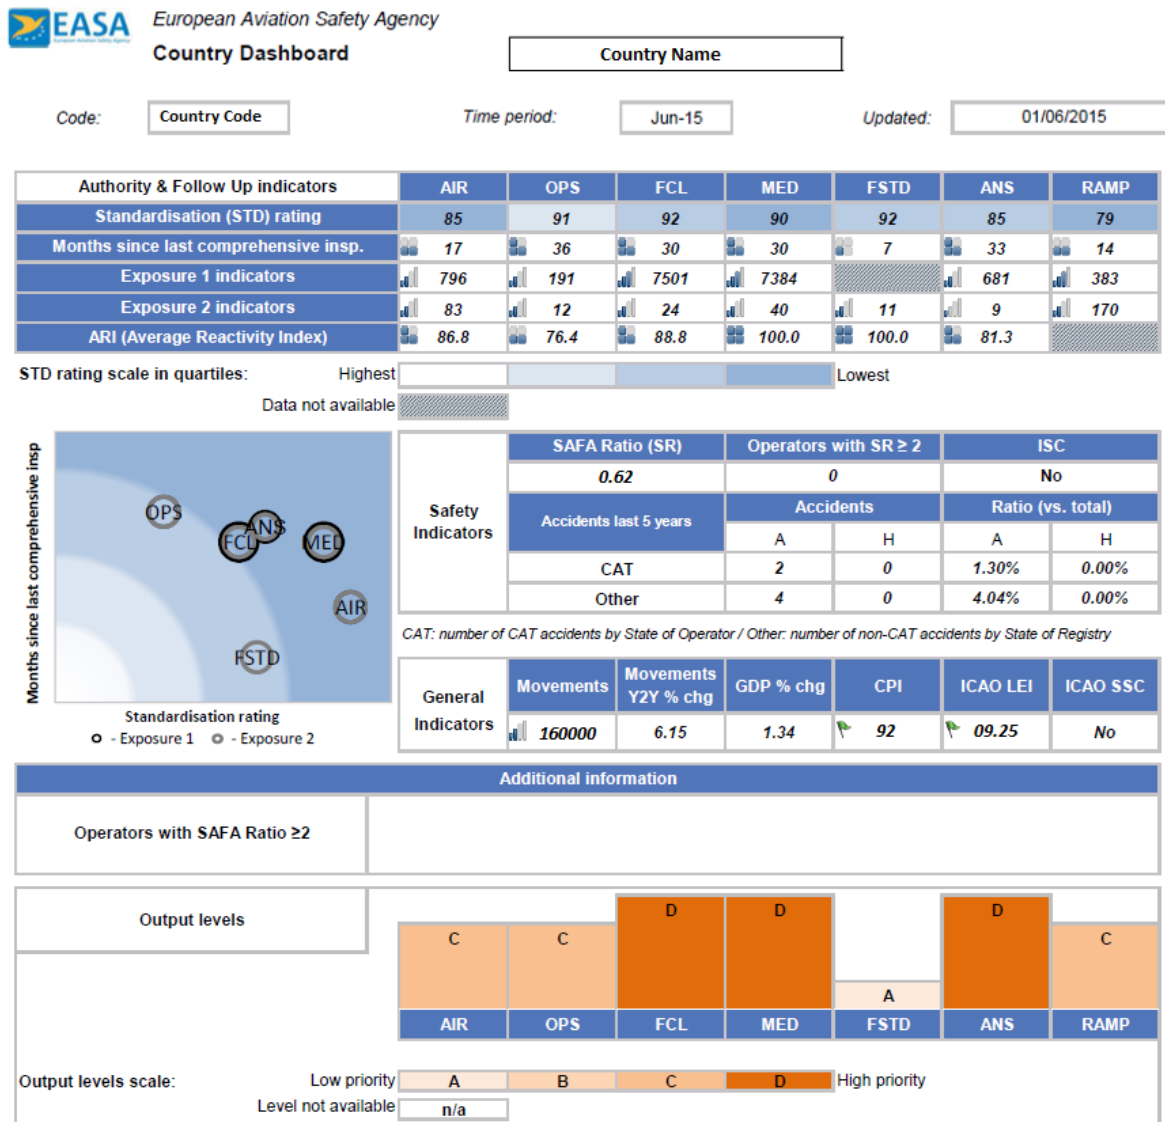 EASA European Aviation Safety Agency
European Aviation Safety Agency
Country Dashboard Country Name
Code: Country Code Time period: Jun-15 Updated: 01/06/2015
Authority & Follow Up indicators AIR OPS FCL MED FSTD ANS RAMP
Standardisation (STD) rating 85 91 92 90 92 85 79
Months since last comprehensive insp. 17 36 30 30 7 33 14
Exposure 1 indicators 796 191 7501 7384 681 383
Exposure 2 indicators 83 12 24 40 11 9 170
ARI (Average Reactivity Index) 86.8 76.4 88.8 100.0 100.0 81.3
STD rating scale in quartiles: Highest Lowest
Data not available
Months since last comprehensive insp
OPS
ANS
FCL
MED
AIR
FSTD
Standardisation rating
- Exposure 1 - Exposure 2
Safety Indicators
SAFA Ratio (SR) Operators with SR ≥ 2 ISC
0.62 0 No
Accidents last 5 years Accidents Ratio (vs. total)
A H A H
CAT 2 0 1.30% 0.00%
Other 4 0 4.04% 0.00%
CAT: number of CAT accidents by State of Operator / Other: number of non-CAT accidents by State of Registry
General Indicators
Movements Movements Y2Y % chg GDP % chg CPI ICAO LEI ICAO SSC
160000 6.15 1.34 92 09.25 No
Additional information
Operators with SAFA Ratio ≥2
Output levels
C C D D A D C
AIR OPS FCL MED FSTD ANS RAMP
Output levels scale: Low priority A B C D High priority
Level not available n/a